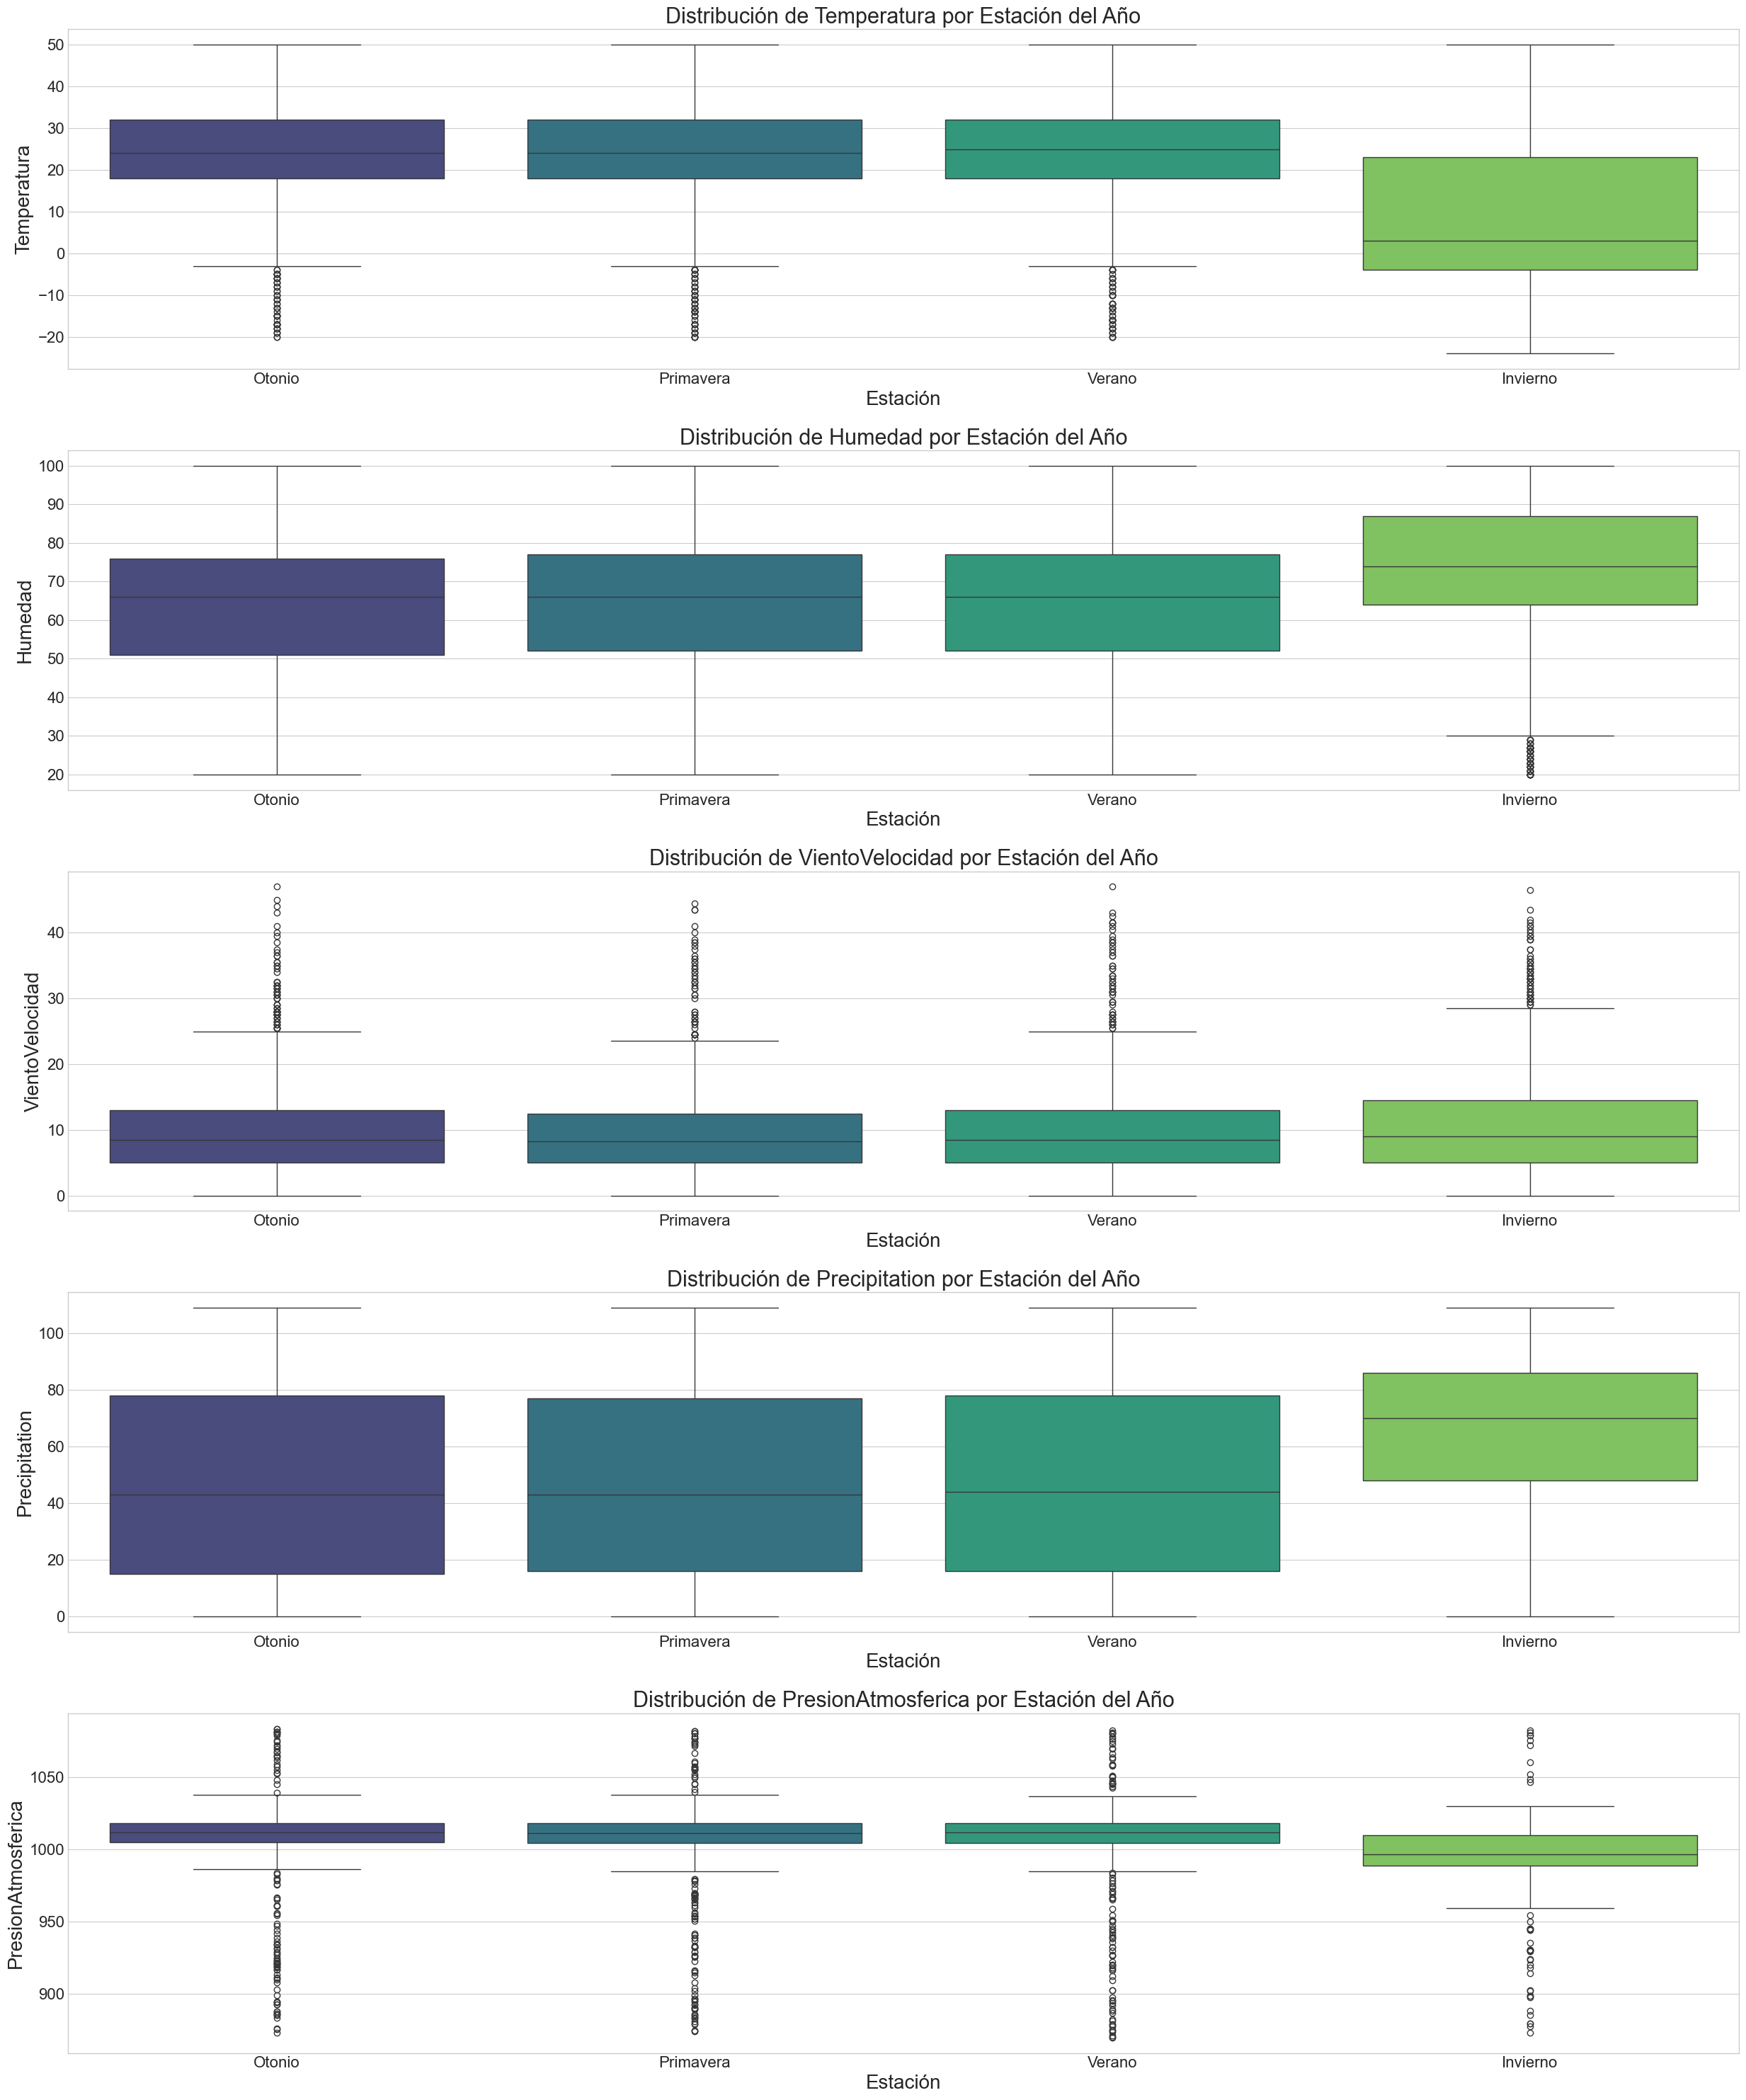 Distribución de Temperatura por Estación del Año
Temperatura
50
40
30
20
10
0
−10
−20
Otonio
Primavera
Verano
Invierno
Estación
Distribución de Humedad por Estación del Año
Humedad
100
90
80
70
60
50
40
30
20
Otonio
Primavera
Verano
Invierno
Estación
Distribución de VientoVelocidad por Estación del Año
VientoVelocidad
40
30
20
10
0
Otonio
Primavera
Verano
Invierno
Estación
Distribución de Precipitation por Estación del Año
Precipitation
100
80
60
40
20
0
Otonio
Primavera
Verano
Invierno
Estación
Distribución de PresionAtmosferica por Estación del Año
PresionAtmosferica
1050
1000
950
900
Otonio
Primavera
Verano
Invierno
Estación